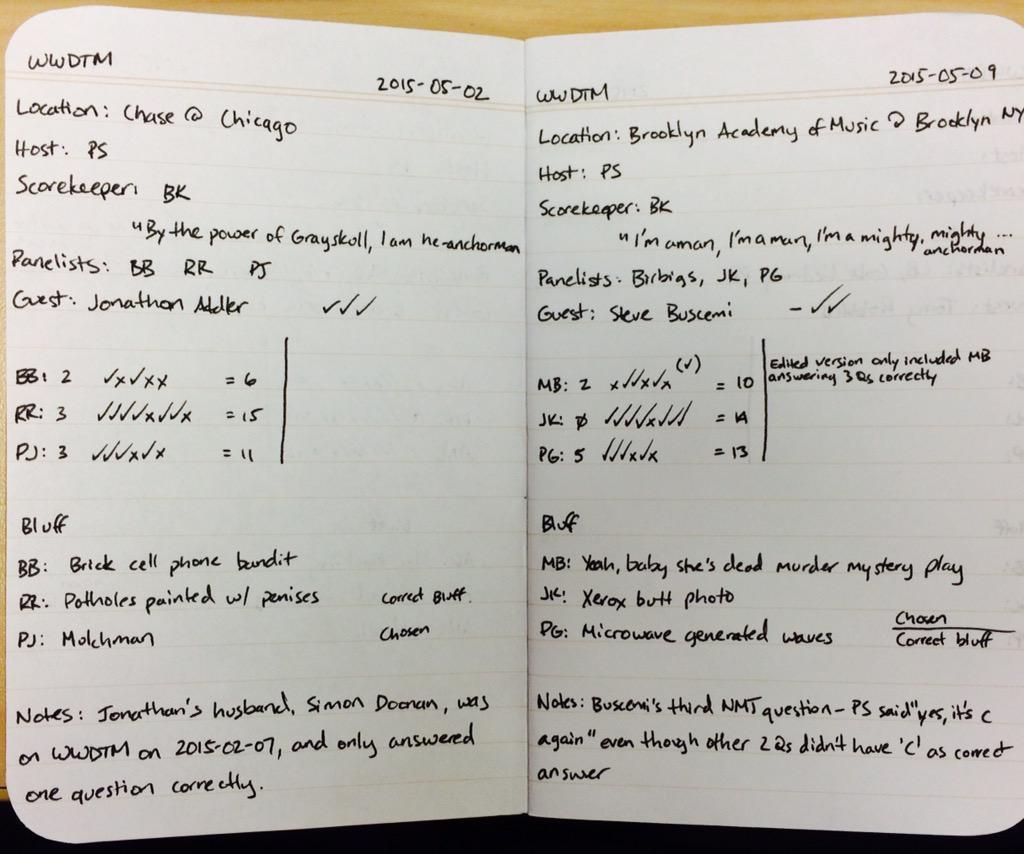 WWDTM
2015-05-02
Location: Chase @ Chicago
Host: PS
Scorekeeper: BK
"By the power of Grayskoll, I am he-anchorman
Panelists: BB RR PJ
Guest: Jonathon Adler ✓✓✓
BB: 2 ✓x✓xx = 6
RR: 3 ✓✓✓✓x✓✓x = 15
PJ: 3 ✓✓✓x✓x = 11
Bluff
BB: Brick cell phone bandit
RR: Potholes painted w/ penises Correct Bluff.
PJ: Molchman Chosen
Notes: Jonathan's husband, Simon Doonan, was
on WWDTM on 2015-02-07, and only answered
one question correctly.
WWDTM
2015-05-09
Location: Brooklyn Academy of Music @ Brooklyn NY
Host: PS
Scorekeeper: BK
"I'm a man, I'm a man, I'm a mighty, mighty ...
anchorman
Panelists: Birbigs, JK, PG
Guest: Steve Buscemi – ✓✓
MB: 2 x✓✓x✓x (✓) = 10
JK: 0 ✓✓✓✓x✓✓✓ = 14
PG: 5 ✓✓✓x✓x = 13
Edited version only included MB
answering 3 Qs correctly
Bluff
MB: Yeah, baby she's dead murder mystery play
JK: Xerox butt photo
PG: Microwave generated waves Chosen
Correct bluff
Notes: Buscemi's third NMT question – PS said "yes, it's C
again" even though other 2 Qs didn't have 'C' as correct
answer